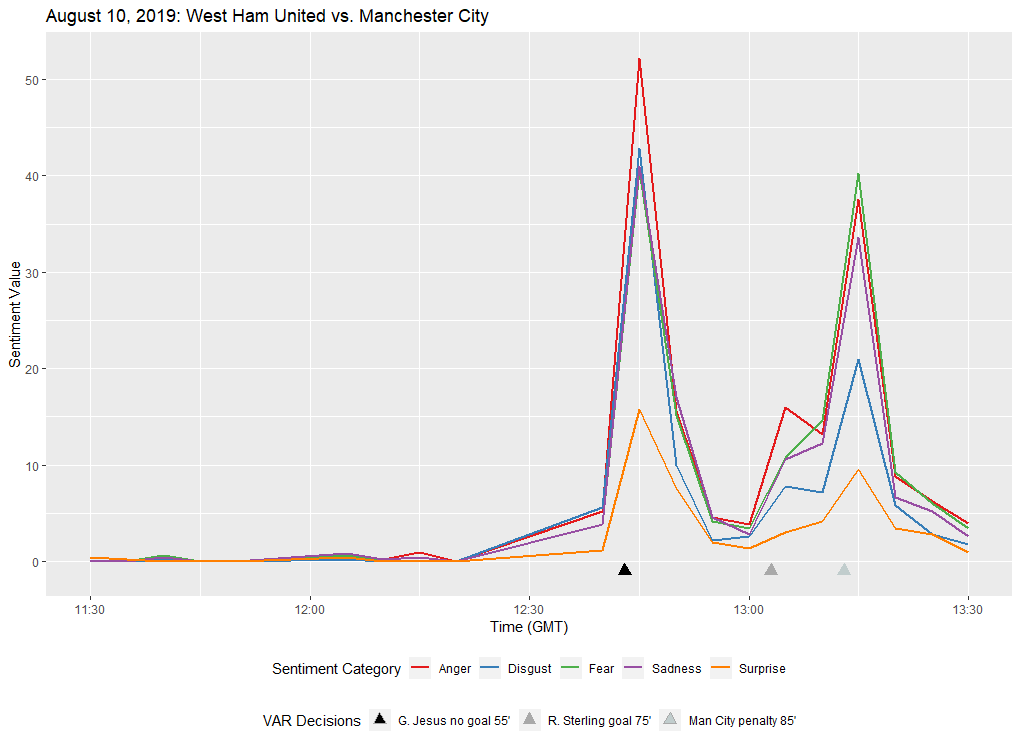 August 10, 2019: West Ham United vs. Manchester City
50
40
30
20
10
0
Sentiment Value
11:30 12:00 12:30 13:00 13:30
Time (GMT)
Sentiment Category Anger Disgust Fear Sadness Surprise
VAR Decisions G. Jesus no goal 55' R. Sterling goal 75' Man City penalty 85'